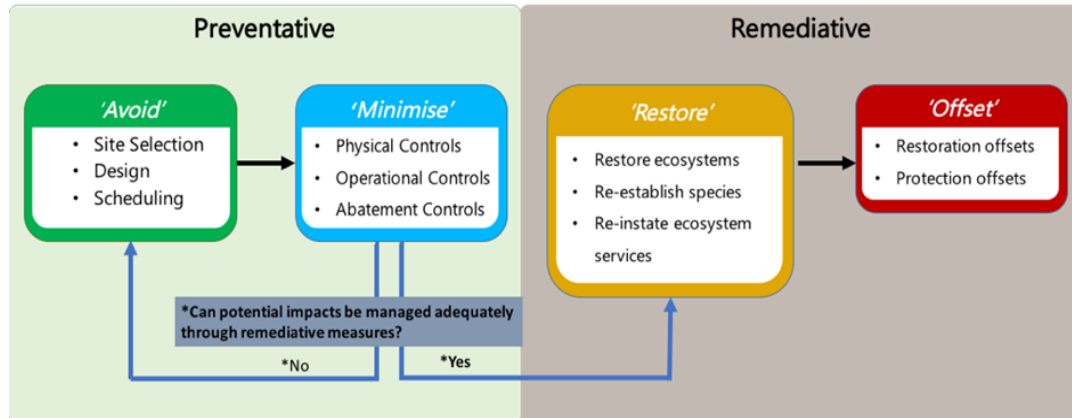 Preventative
Remediative
'Avoid'
• Site Selection
• Design
• Scheduling
'Minimise'
• Physical Controls
• Operational Controls
• Abatement Controls
'Restore'
• Restore ecosystems
• Re-establish species
• Re-instate ecosystem
services
'Offset'
• Restoration offsets
• Protection offsets
*Can potential impacts be managed adequately
through remediative measures?
*No
*Yes